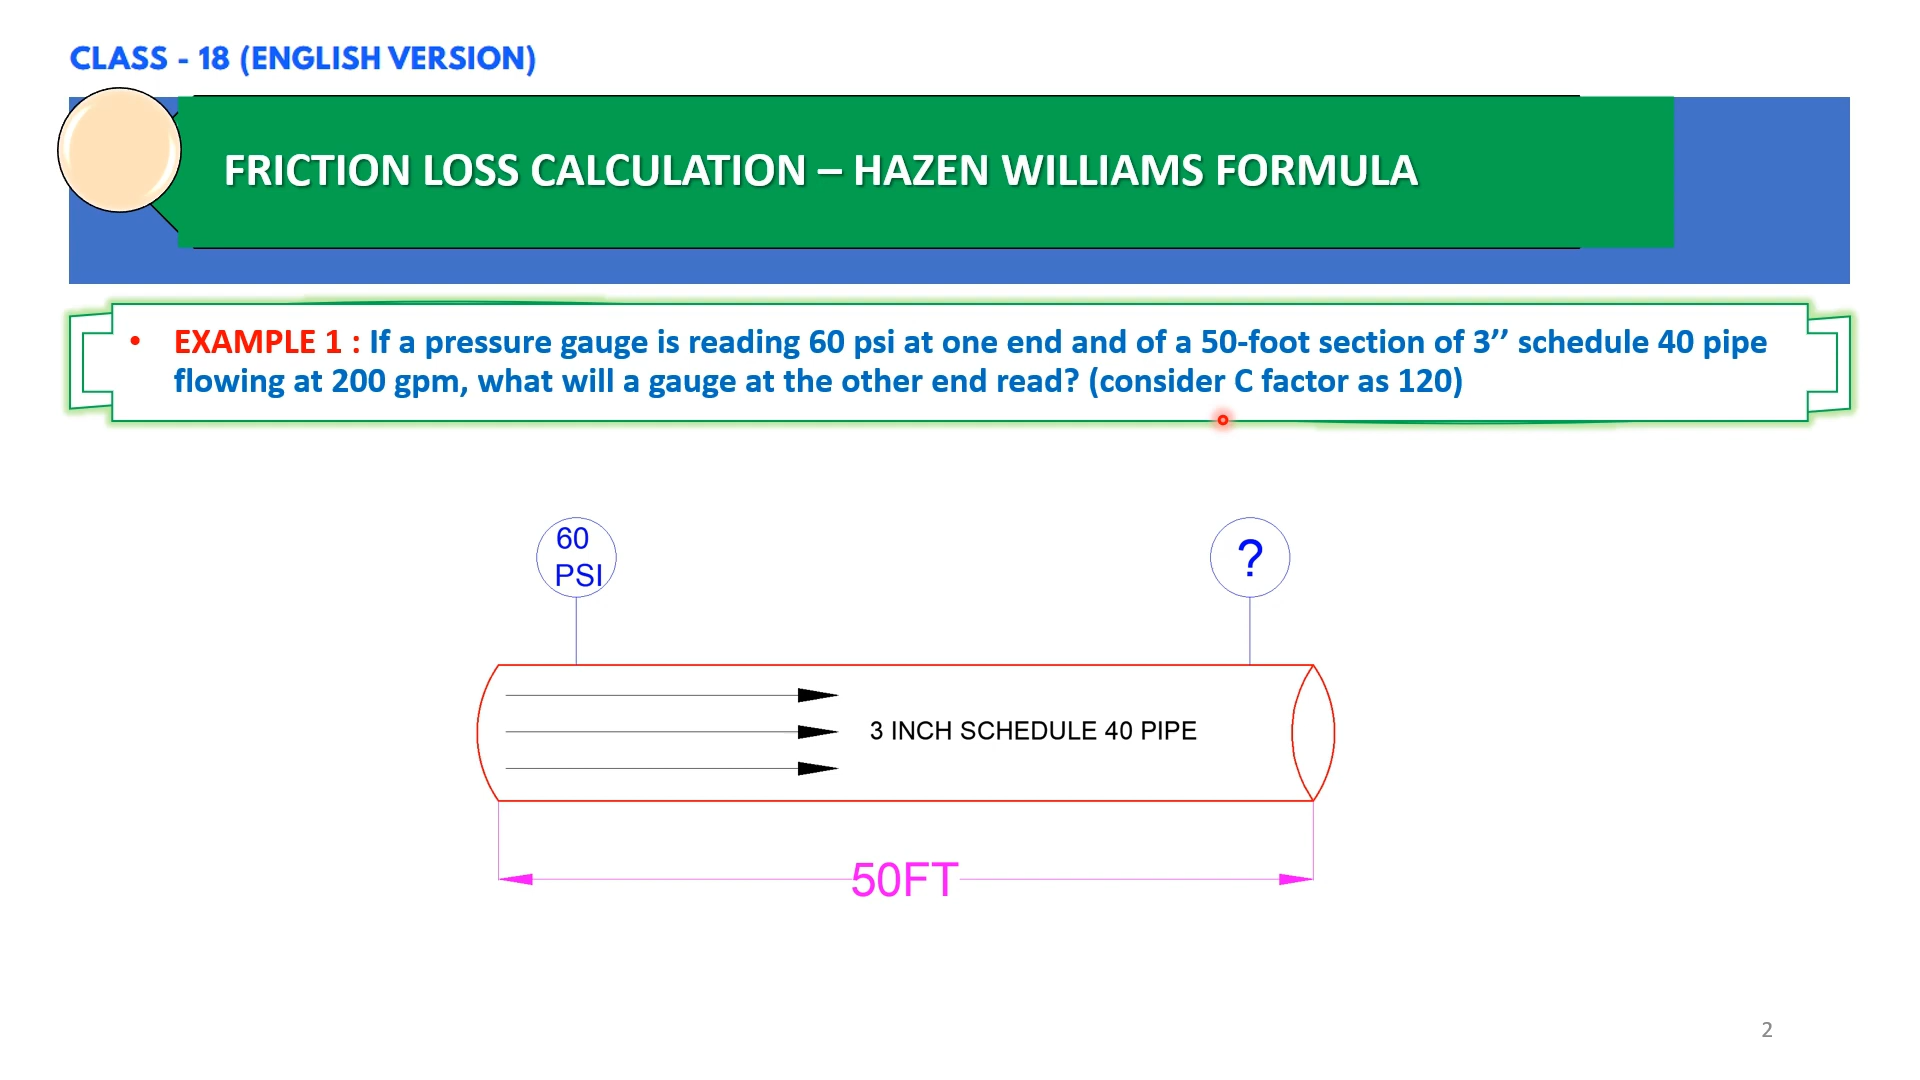 CLASS - 18 (ENGLISH VERSION)
FRICTION LOSS CALCULATION – HAZEN WILLIAMS FORMULA
• EXAMPLE 1 : If a pressure gauge is reading 60 psi at one end and of a 50-foot section of 3’’ schedule 40 pipe
flowing at 200 gpm, what will a gauge at the other end read? (consider C factor as 120)
60
PSI
?
3 INCH SCHEDULE 40 PIPE
50FT
2